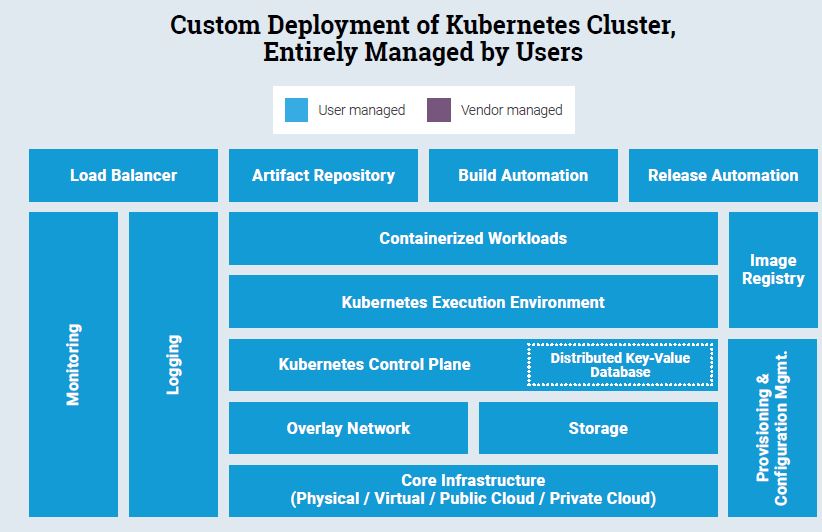 Custom Deployment of Kubernetes Cluster,
Entirely Managed by Users
User managed
Vendor managed
Load Balancer
Artifact Repository
Build Automation
Release Automation
Monitoring
Logging
Containerized Workloads
Image
Registry
Kubernetes Execution Environment
Kubernetes Control Plane
Distributed Key-Value
Database
Provisioning &
Configuration Mgmt.
Overlay Network
Storage
Core Infrastructure
(Physical / Virtual / Public Cloud / Private Cloud)